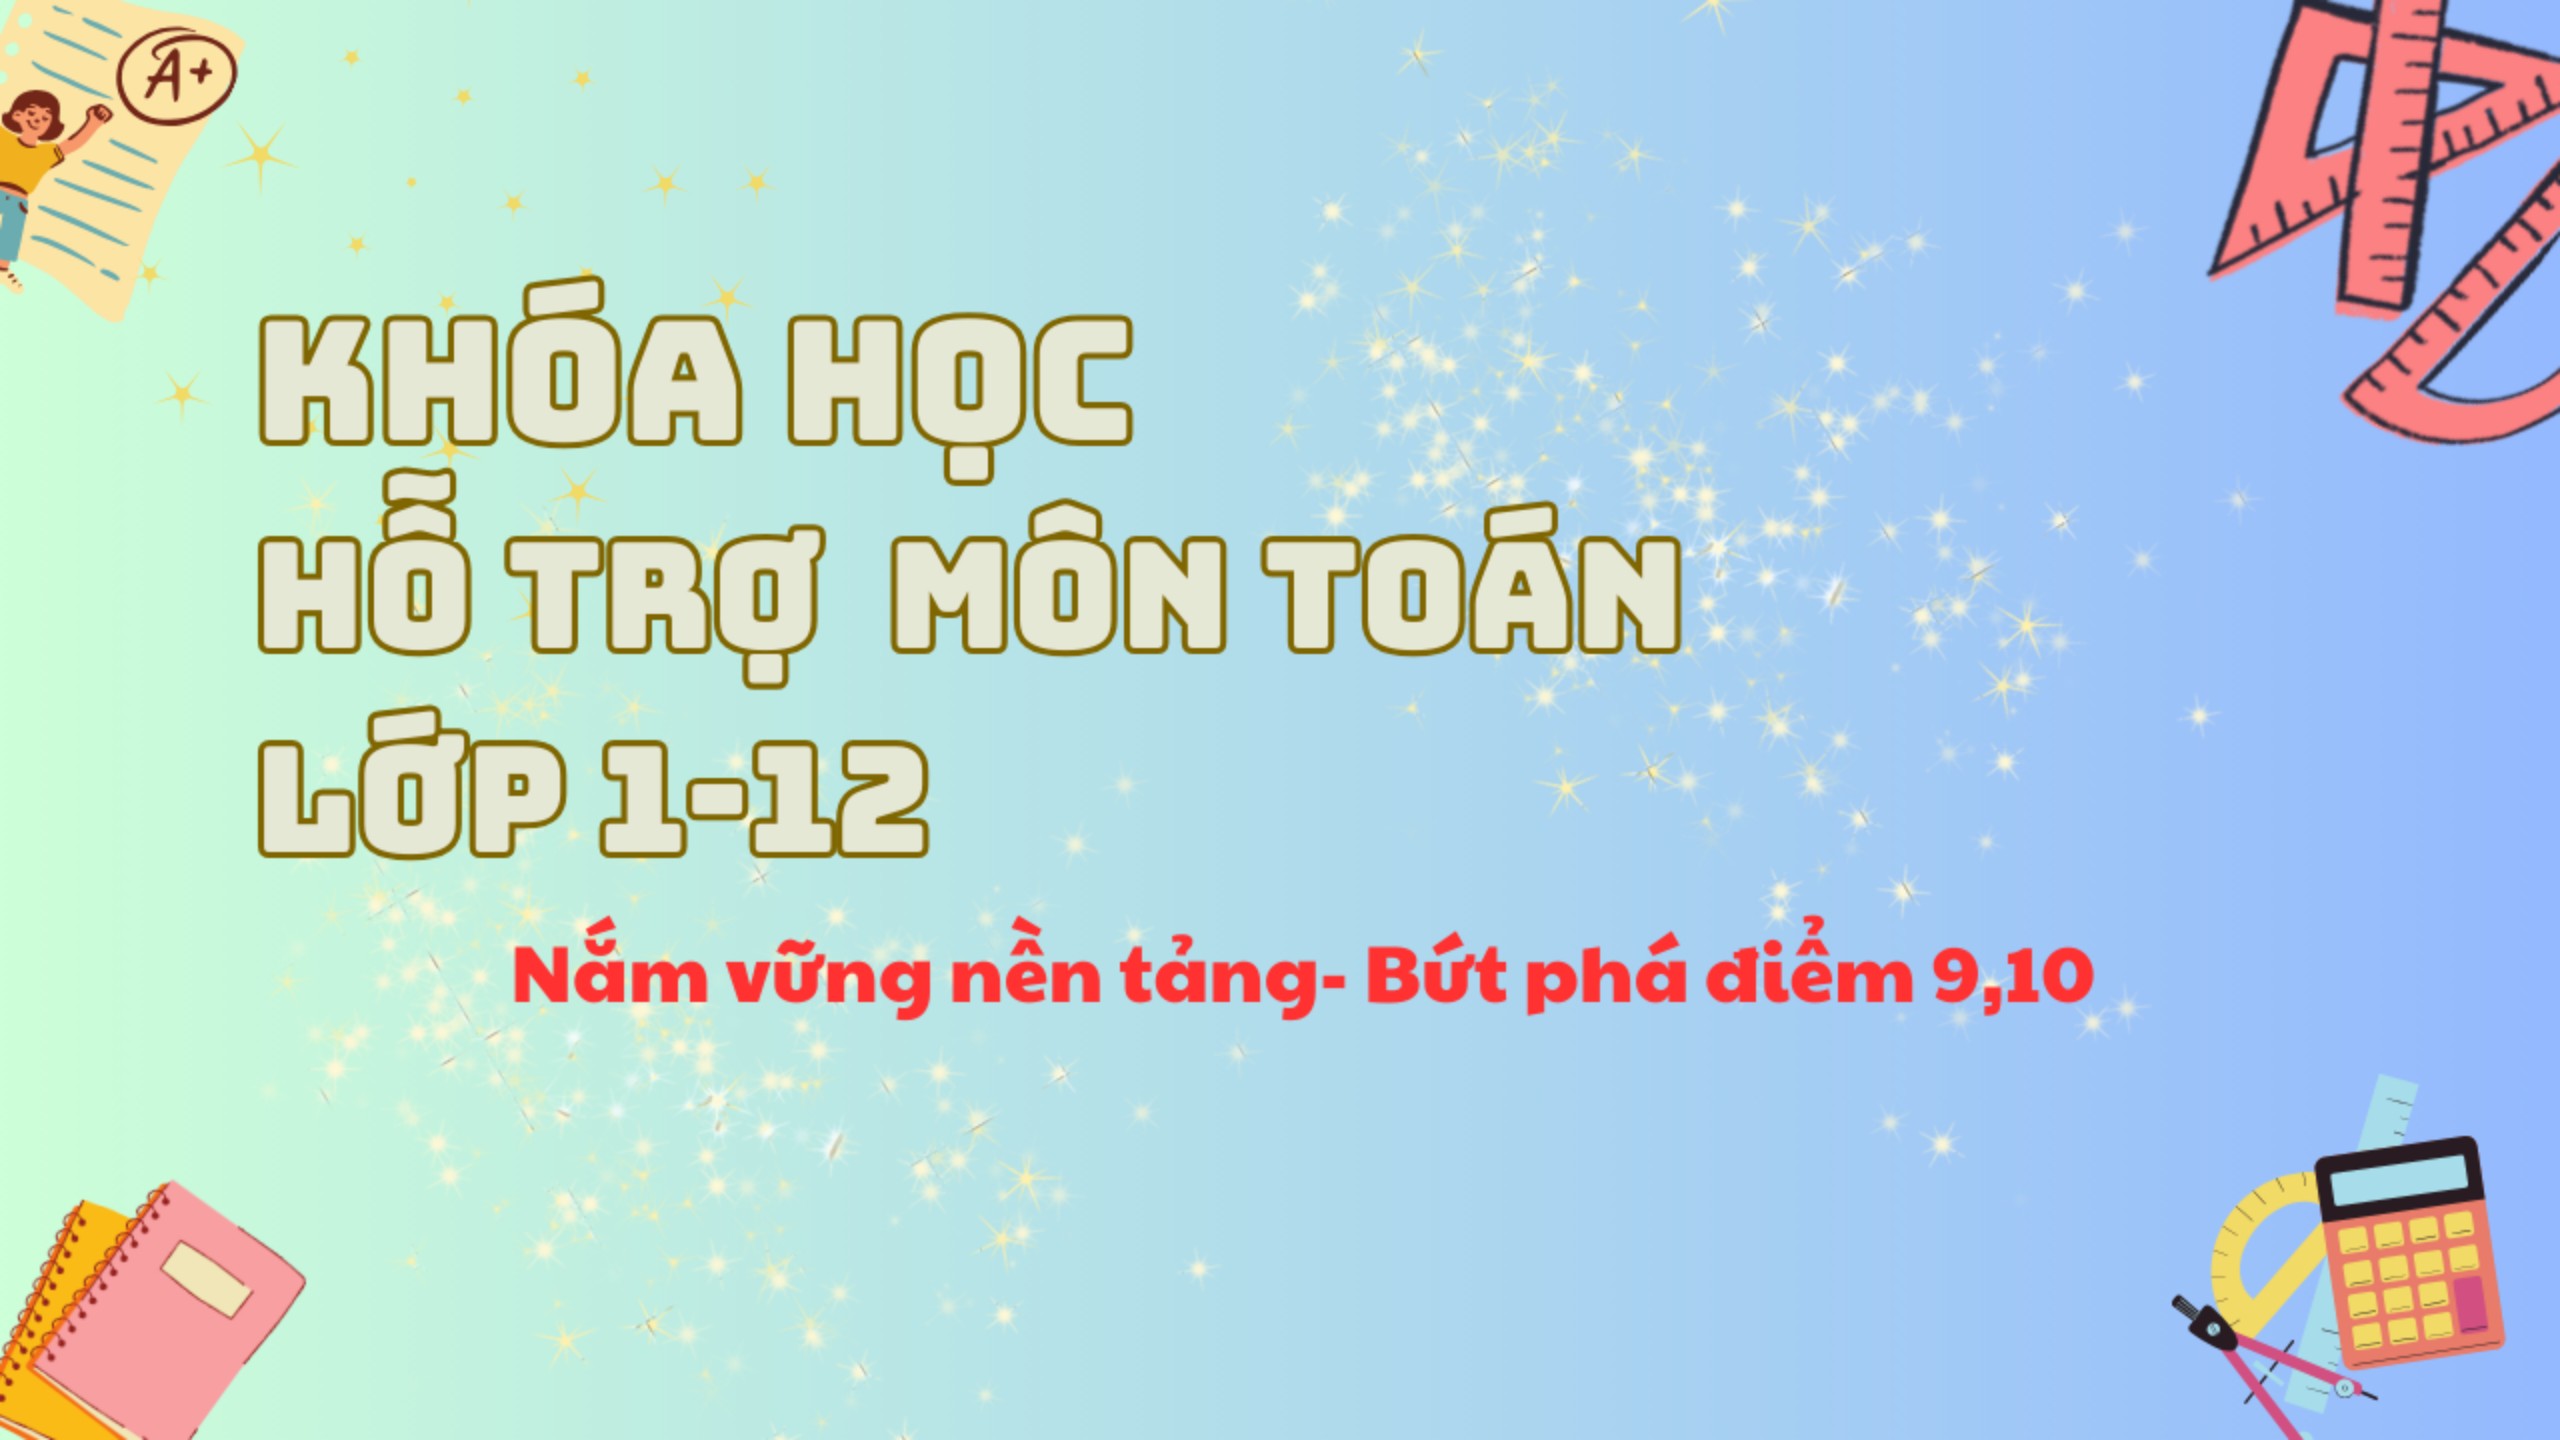 A+
KHÓA HỌC
HỖ TRỢ MÔN TOÁN
LỚP 1-12
Nắm vững nền tảng- Bứt phá điểm 9,10